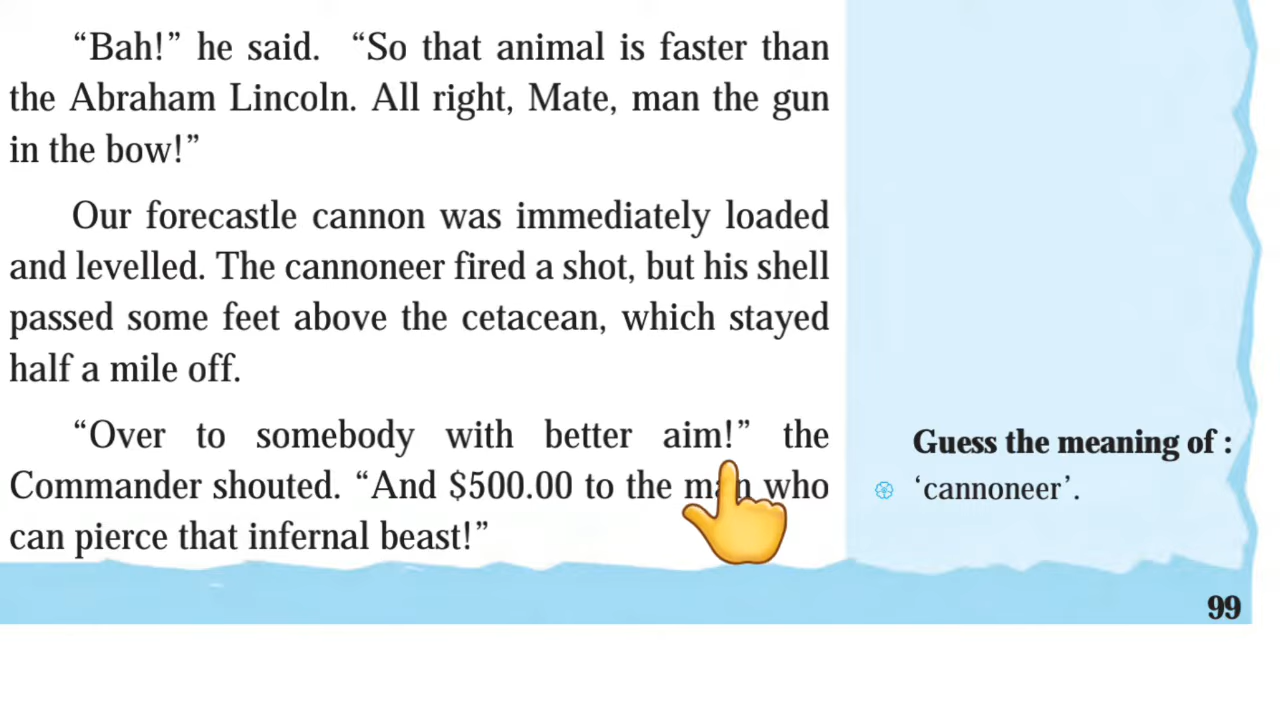 “Bah!” he said. “So that animal is faster than
the Abraham Lincoln. All right, Mate, man the gun
in the bow!”
Our forecastle cannon was immediately loaded
and levelled. The cannoneer fired a shot, but his shell
passed some feet above the cetacean, which stayed
half a mile off.
“Over to somebody with better aim!” the
Commander shouted. “And $500.00 to the man who
can pierce that infernal beast!”
Guess the meaning of :
‘cannoneer’.
99